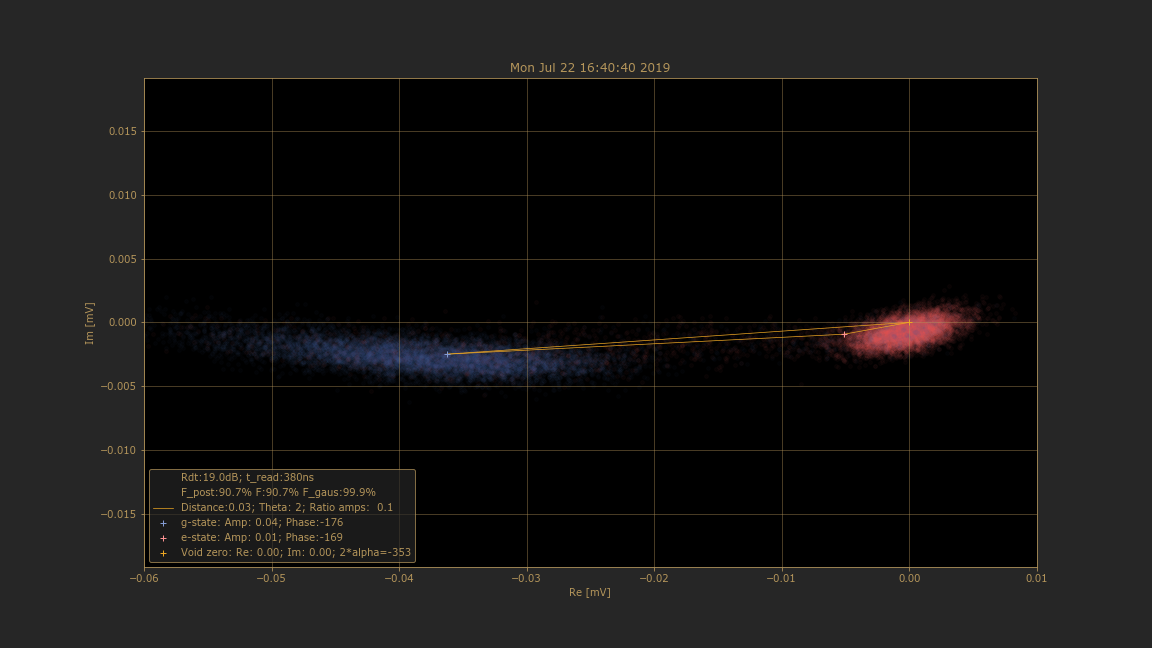 Mon Jul 22 16:40:40 2019
0.015
0.010
0.005
0.000
−0.005
−0.010
−0.015
Im [mV]
Rdt:19.0dB; t_read:380ns
F_post:90.7% F:90.7% F_gaus:99.9%
Distance:0.03; Theta: 2; Ratio amps:  0.1
g-state: Amp: 0.04; Phase:-176
e-state: Amp: 0.01; Phase:-169
Void zero: Re: 0.00; Im: 0.00; 2*alpha=-353
−0.06 −0.05 −0.04 −0.03 −0.02 −0.01 0.00 0.01
Re [mV]